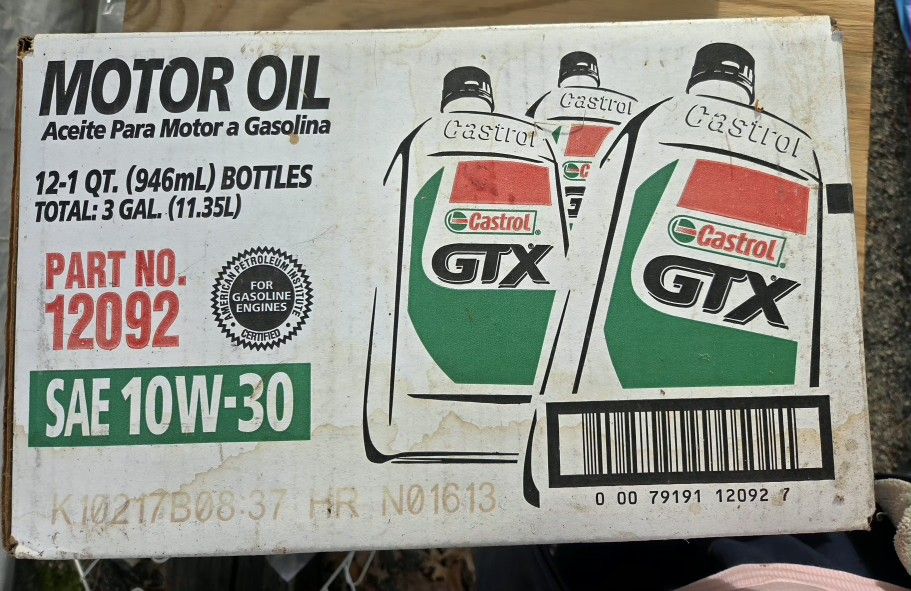 MOTOR OIL
Aceite Para Motor a Gasolina
12-1 QT. (946mL) BOTTLES
TOTAL: 3 GAL. (11.35L)
PART NO.
12092
AMERICAN PETROLEUM INSTITUTE
FOR
GASOLINE
ENGINES
CERTIFIED
SAE 10W-30
K10217B08:37 HR N01613
Castrol
Castrol
GTX
Castrol
Castrol
Castrol
GTX
0 00 79191 12092 7